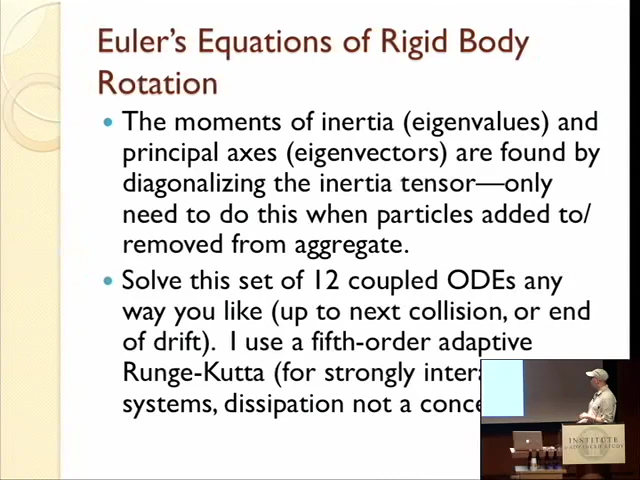 Euler's Equations of Rigid Body
Rotation
The moments of inertia (eigenvalues) and
principal axes (eigenvectors) are found by
diagonalizing the inertia tensor—only
need to do this when particles added to/
removed from aggregate.
Solve this set of 12 coupled ODEs any
way you like (up to next collision, or end
of drift). I use a fifth-order adaptive
Runge-Kutta (for strongly
systems, dissipation not a
INSTITUTE
ADVANCED STUDY